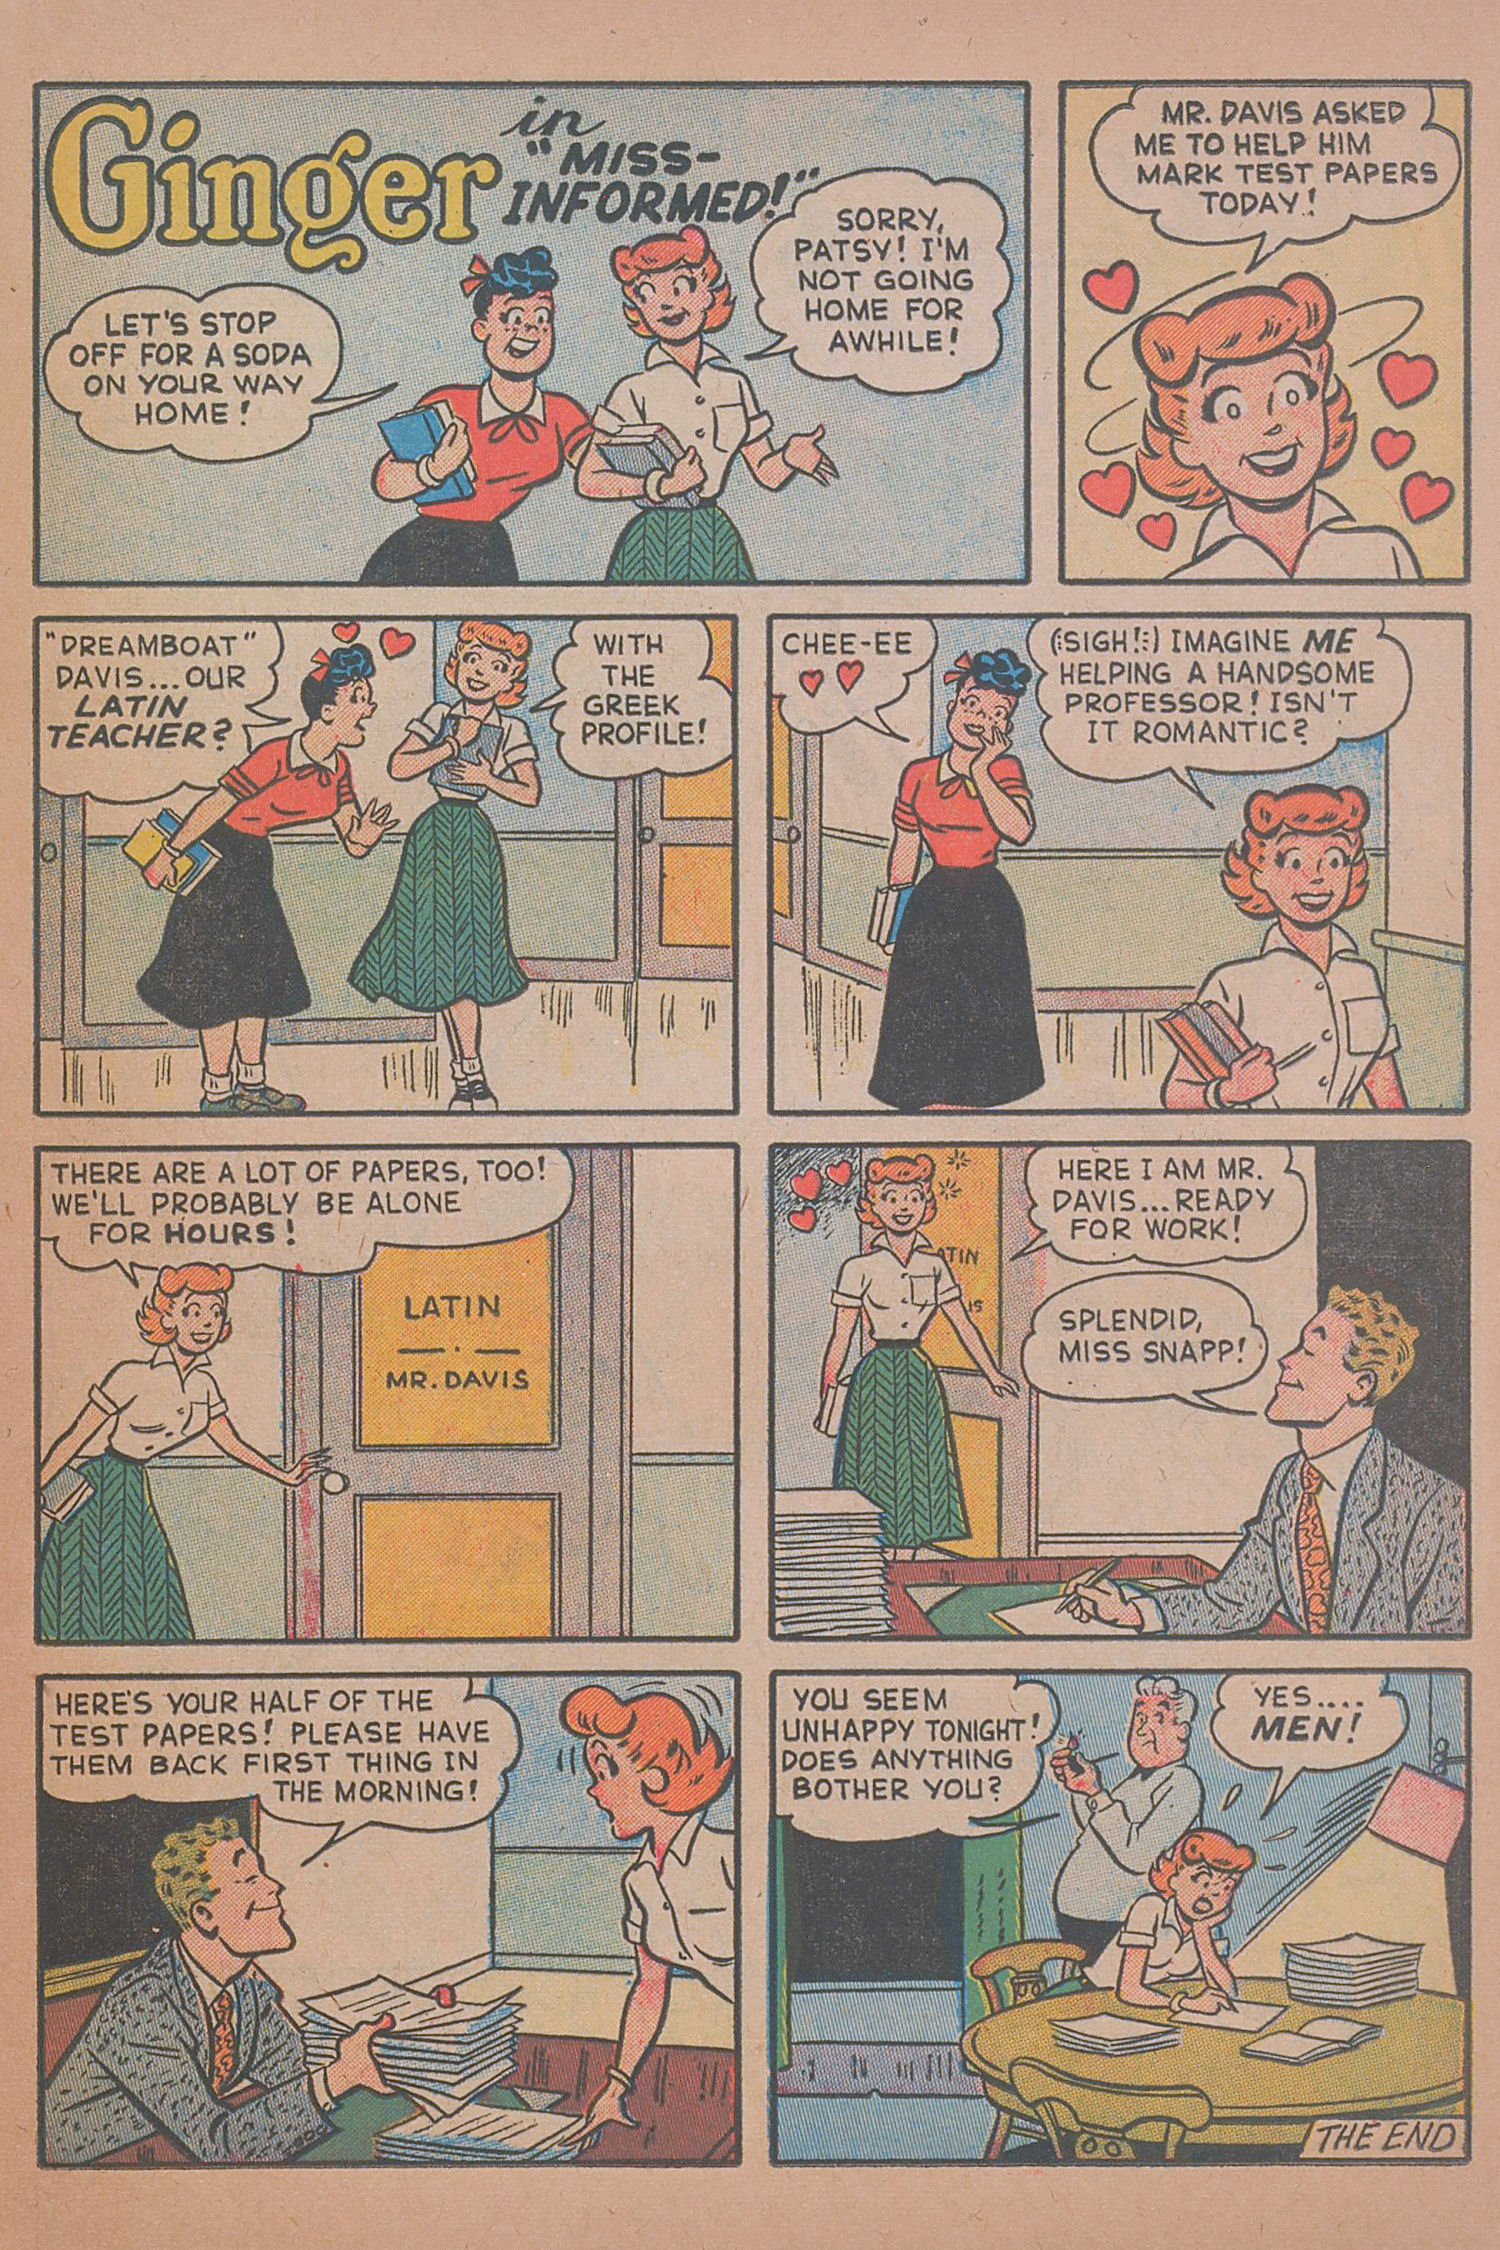 Ginger
in
"MISS-
INFORMED!"
LET'S STOP
OFF FOR A SODA
ON YOUR WAY
HOME!
SORRY,
PATSY! I'M
NOT GOING
HOME FOR
AWHILE!
MR. DAVIS ASKED
ME TO HELP HIM
MARK TEST PAPERS
TODAY!
"DREAMBOAT"
DAVIS...OUR
LATIN
TEACHER?
WITH
THE
GREEK
PROFILE!
CHEE-EE
(:SIGH!:) IMAGINE ME
HELPING A HANDSOME
PROFESSOR! ISN'T
IT ROMANTIC?
THERE ARE A LOT OF PAPERS, TOO!
WE'LL PROBABLY BE ALONE
FOR HOURS!
LATIN
MR. DAVIS
HERE I AM MR.
DAVIS...READY
FOR WORK!
ATIN
IS
SPLENDID,
MISS SNAPP!
HERE'S YOUR HALF OF THE
TEST PAPERS! PLEASE HAVE
THEM BACK FIRST THING IN
THE MORNING!
YOU SEEM
UNHAPPY TONIGHT!
DOES ANYTHING
BOTHER YOU?
YES....
MEN!
THE END